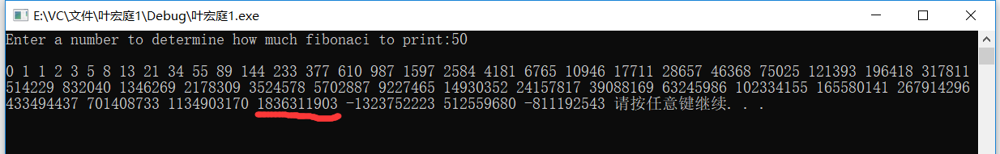 E:\VC\文件\叶宏庭1\Debug\叶宏庭1.exe
Enter a number to determine how much fibonaci to print:50
0 1 1 2 3 5 8 13 21 34 55 89 144 233 377 610 987 1597 2584 4181 6765 10946 17711 28657 46368 75025 121393 196418 317811
514229 832040 1346269 2178309 3524578 5702887 9227465 14930352 24157817 39088169 63245986 102334155 165580141 267914296
433494437 701408733 1134903170 1836311903 -1323752223 512559680 -811192543 请按任意键继续. . .